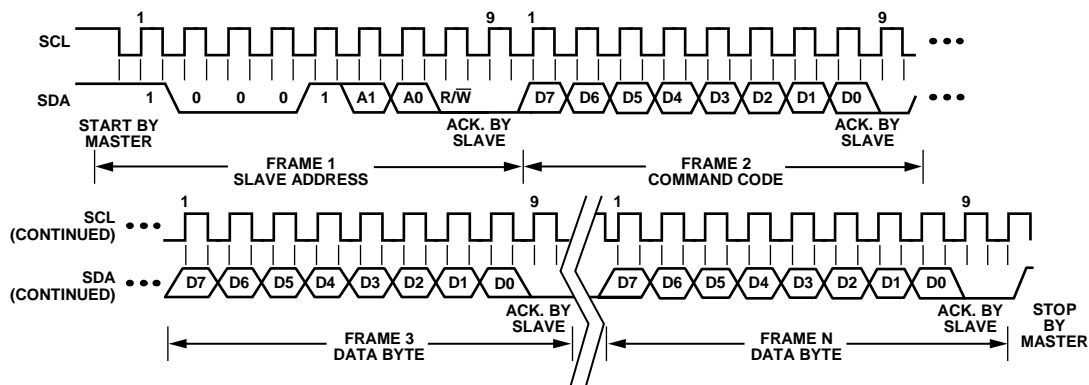 1 9 1 9
SCL
SDA 1 0 0 0 1 A1 A0 R/W̅ D7 D6 D5 D4 D3 D2 D1 D0
START BY
MASTER
ACK. BY
SLAVE
ACK. BY
SLAVE
FRAME 1
SLAVE ADDRESS
FRAME 2
COMMAND CODE
1 9 1 9
SCL
(CONTINUED)
SDA
(CONTINUED)
D7 D6 D5 D4 D3 D2 D1 D0 D7 D6 D5 D4 D3 D2 D1 D0
ACK. BY
SLAVE
ACK. BY
SLAVE
STOP
BY
MASTER
FRAME 3
DATA BYTE
FRAME N
DATA BYTE